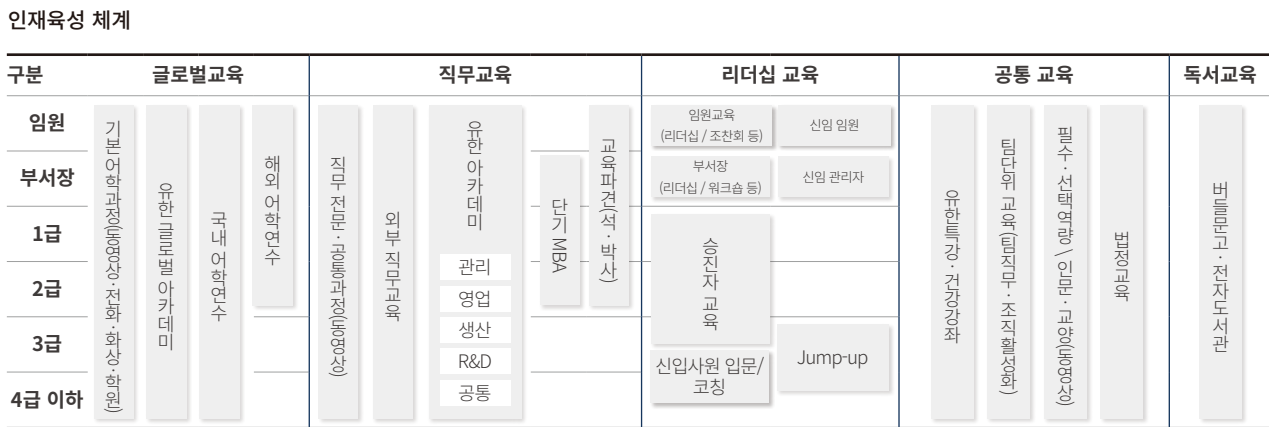 인재육성 체계
구분
글로벌교육
직무교육
리더십 교육
공통 교육
독서교육
임원
부서장
1급
2급
3급
4급 이하
기본 어학과정(동영상·전화·화상·학원)
유한 글로벌 아카데미
국내 어학연수
해외 어학연수
직무 전문·공통과정(동영상)
외부 직무교육
유한 아카데미
관리
영업
생산
R&D
공통
단기 MBA
교육파견(석·박사)
임원교육
(리더십 / 조찬회 등)
신임 임원
부서장
(리더십 / 워크숍 등)
신임 관리자
승진자 교육
신입사원 입문/
코칭
Jump-up
유한특강·건강강좌
팀단위 교육(팀직무·조직활성화)
필수·선택역량 \ 인문·교양(동영상)
법정교육
버들문고·전자도서관